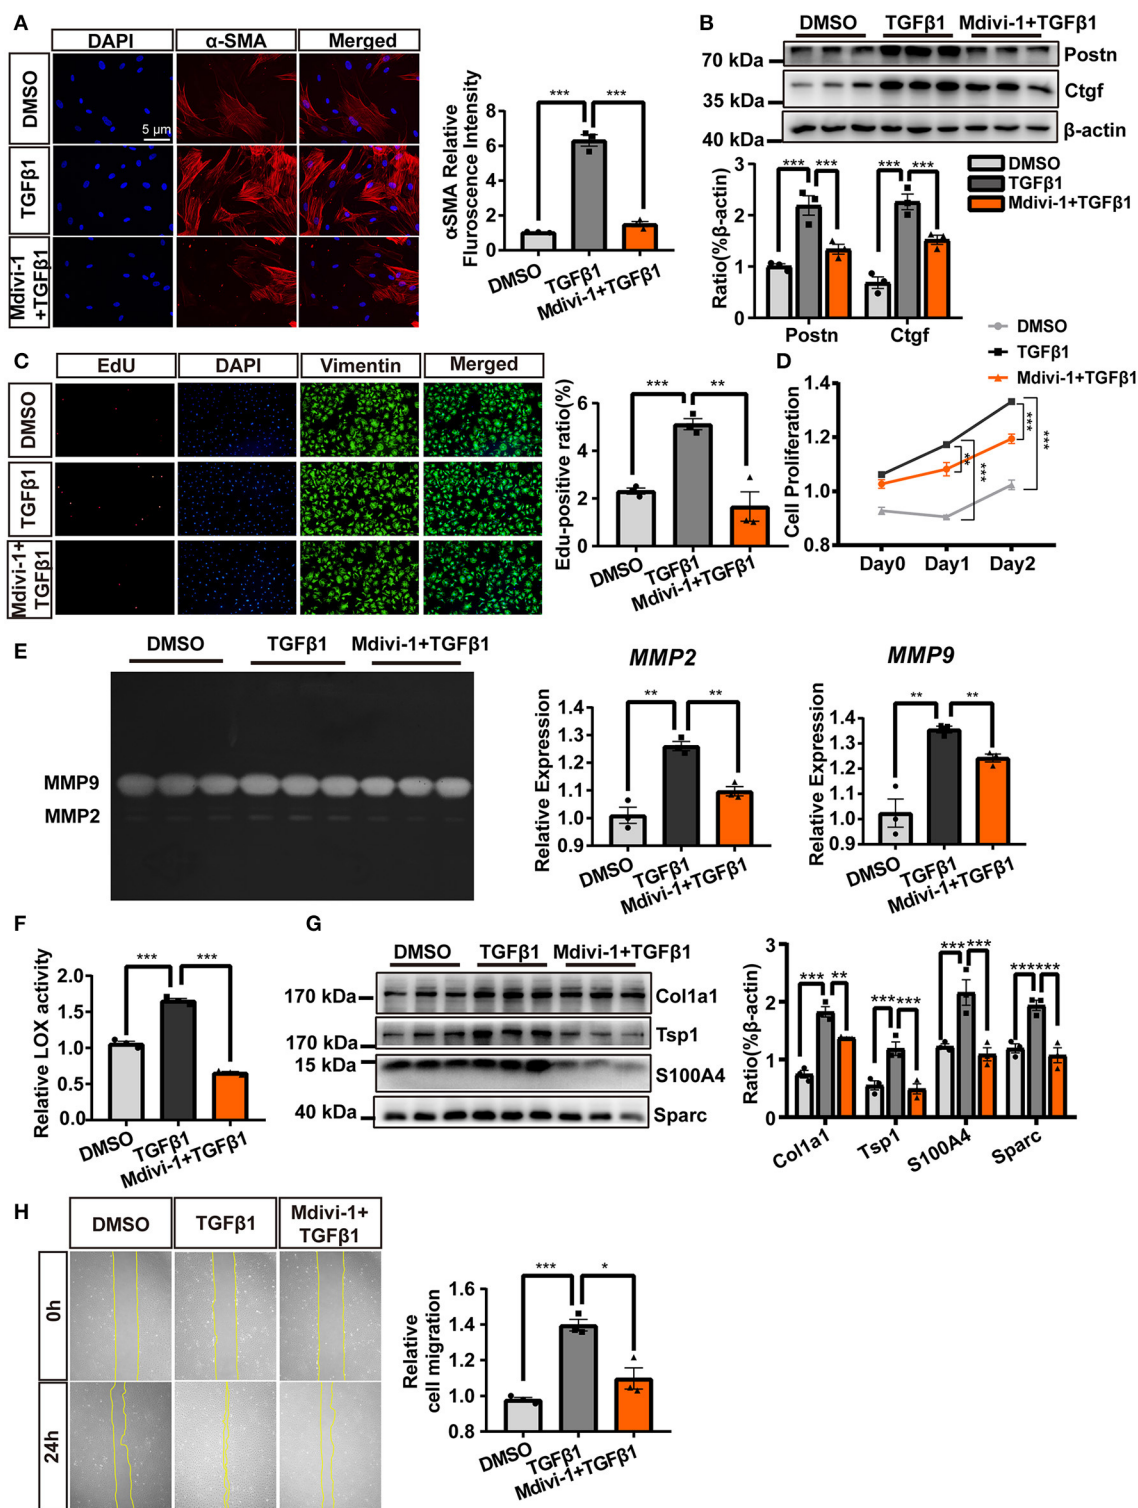 A
DAPI
α-SMA
Merged
DMSO
TGFβ1
Mdivi-1
+TGFβ1
5 μm
α-SMA Relative
Fluroscence Intensity
8
6
4
2
0
***
***
DMSO
TGFβ1
Mdivi-1+TGFβ1
B
DMSO
TGFβ1
Mdivi-1+TGFβ1
70 kDa
Postn
35 kDa
Ctgf
40 kDa
β-actin
Ratio(%β-actin)
3
2
1
0
***
***
***
***
Postn
Ctgf
DMSO
TGFβ1
Mdivi-1+TGFβ1
C
EdU
DAPI
Vimentin
Merged
DMSO
TGFβ1
Mdivi-1+
TGFβ1
Edu-positive ratio(%)
6
4
2
0
***
**
DMSO
TGFβ1
Mdivi-1+TGFβ1
D
DMSO
TGFβ1
Mdivi-1+TGFβ1
Cell Proliferation
1.4
1.2
1.0
0.8
**
***
***
***
Day0
Day1
Day2
E
DMSO
TGFβ1
Mdivi-1+TGFβ1
MMP9
MMP2
MMP2
Relative Expression
1.4
1.3
1.2
1.1
1.0
0.9
**
**
DMSO
TGFβ1
Mdivi-1+TGFβ1
MMP9
Relative Expression
1.4
1.3
1.2
1.1
1.0
0.9
**
**
DMSO
TGFβ1
Mdivi-1+TGFβ1
F
Relative LOX activity
2.0
1.5
1.0
0.5
0.0
***
***
DMSO
TGFβ1
Mdivi-1+TGFβ1
G
DMSO
TGFβ1
Mdivi-1+TGFβ1
170 kDa
Col1a1
170 kDa
Tsp1
15 kDa
S100A4
40 kDa
Sparc
Ratio(%β-actin)
3
2
1
0
***
**
***
***
***
***
***
***
Col1a1
Tsp1
S100A4
Sparc
H
DMSO
TGFβ1
Mdivi-1+
TGFβ1
0h
24h
Relative
cell migration
1.6
1.4
1.2
1.0
0.8
***
*
DMSO
TGFβ1
Mdivi-1+TGFβ1